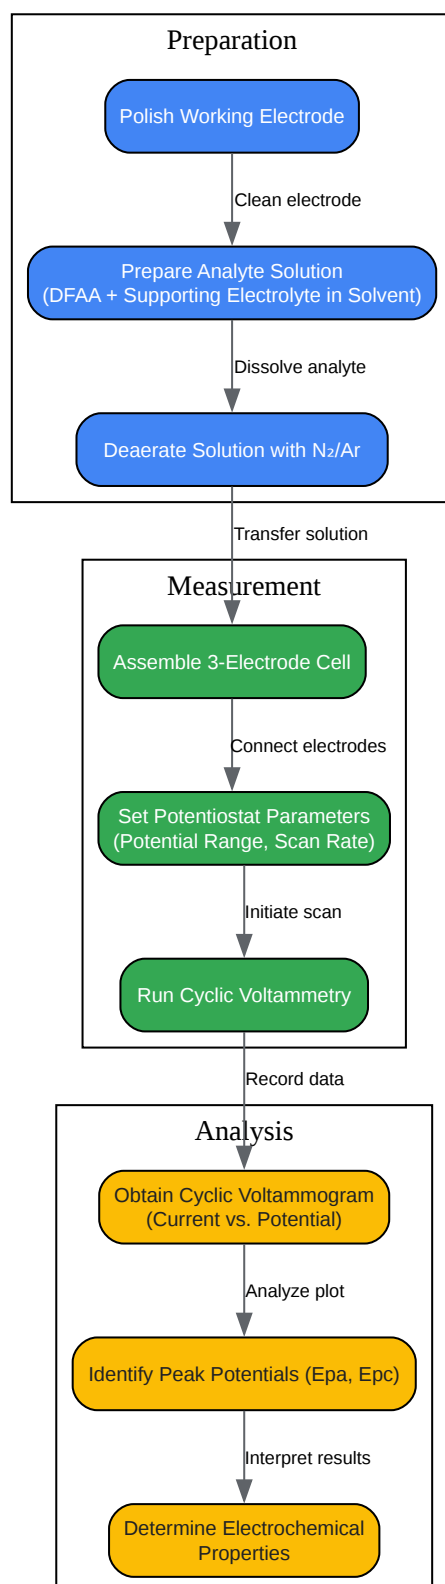 Preparation
Polish Working Electrode
Clean electrode
Prepare Analyte Solution
(DFAA + Supporting Electrolyte in Solvent)
Dissolve analyte
Deaerate Solution with N₂/Ar
Transfer solution
Measurement
Assemble 3-Electrode Cell
Connect electrodes
Set Potentiostat Parameters
(Potential Range, Scan Rate)
Initiate scan
Run Cyclic Voltammetry
Record data
Analysis
Obtain Cyclic Voltammogram
(Current vs. Potential)
Analyze plot
Identify Peak Potentials (Epa, Epc)
Interpret results
Determine Electrochemical
Properties